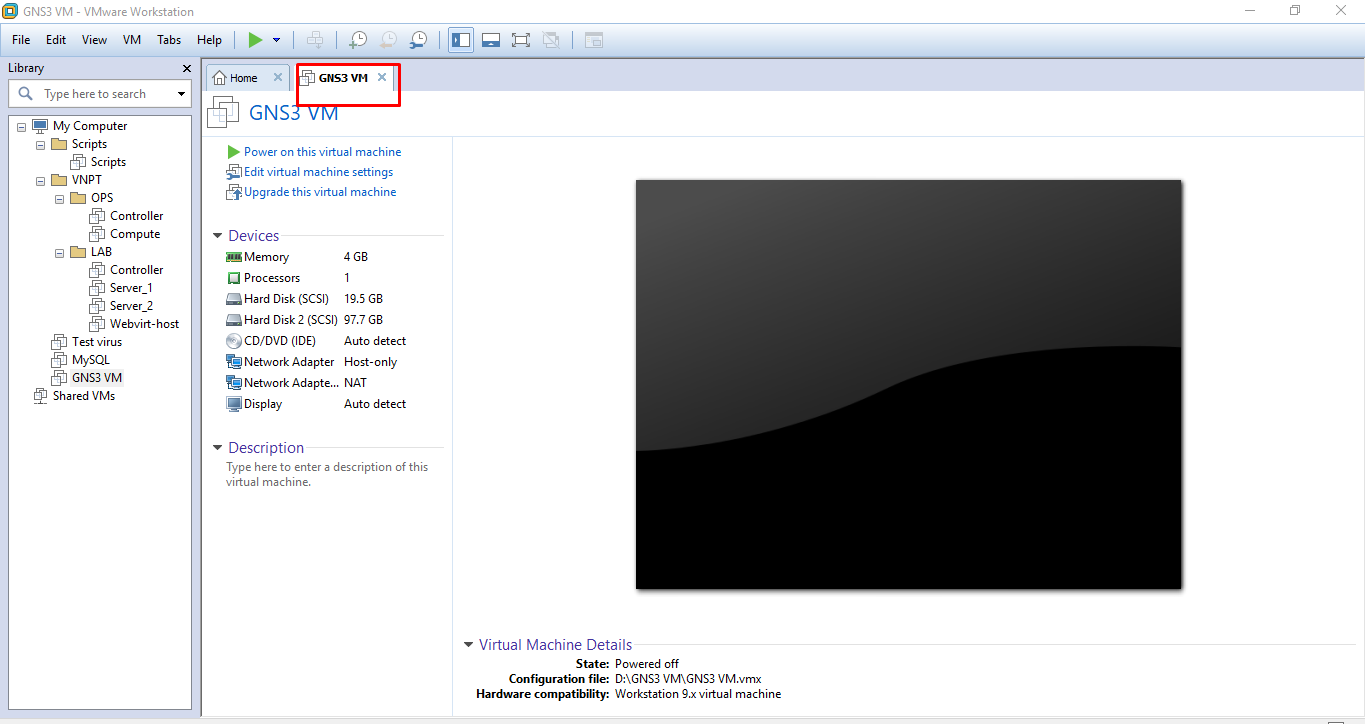 GNS3 VM - VMware Workstation
File Edit View VM Tabs Help
Library
Type here to search
My Computer
Scripts
Scripts
VNPT
OPS
Controller
Compute
LAB
Controller
Server_1
Server_2
Webvirt-host
Test virus
MySQL
GNS3 VM
Shared VMs
Home
GNS3 VM
GNS3 VM
Power on this virtual machine
Edit virtual machine settings
Upgrade this virtual machine
Devices
Memory 4 GB
Processors 1
Hard Disk (SCSI) 19.5 GB
Hard Disk 2 (SCSI) 97.7 GB
CD/DVD (IDE) Auto detect
Network Adapter Host-only
Network Adapte... NAT
Display Auto detect
Description
Type here to enter a description of this
virtual machine.
Virtual Machine Details
State: Powered off
Configuration file: D:\GNS3 VM\GNS3 VM.vmx
Hardware compatibility: Workstation 9.x virtual machine